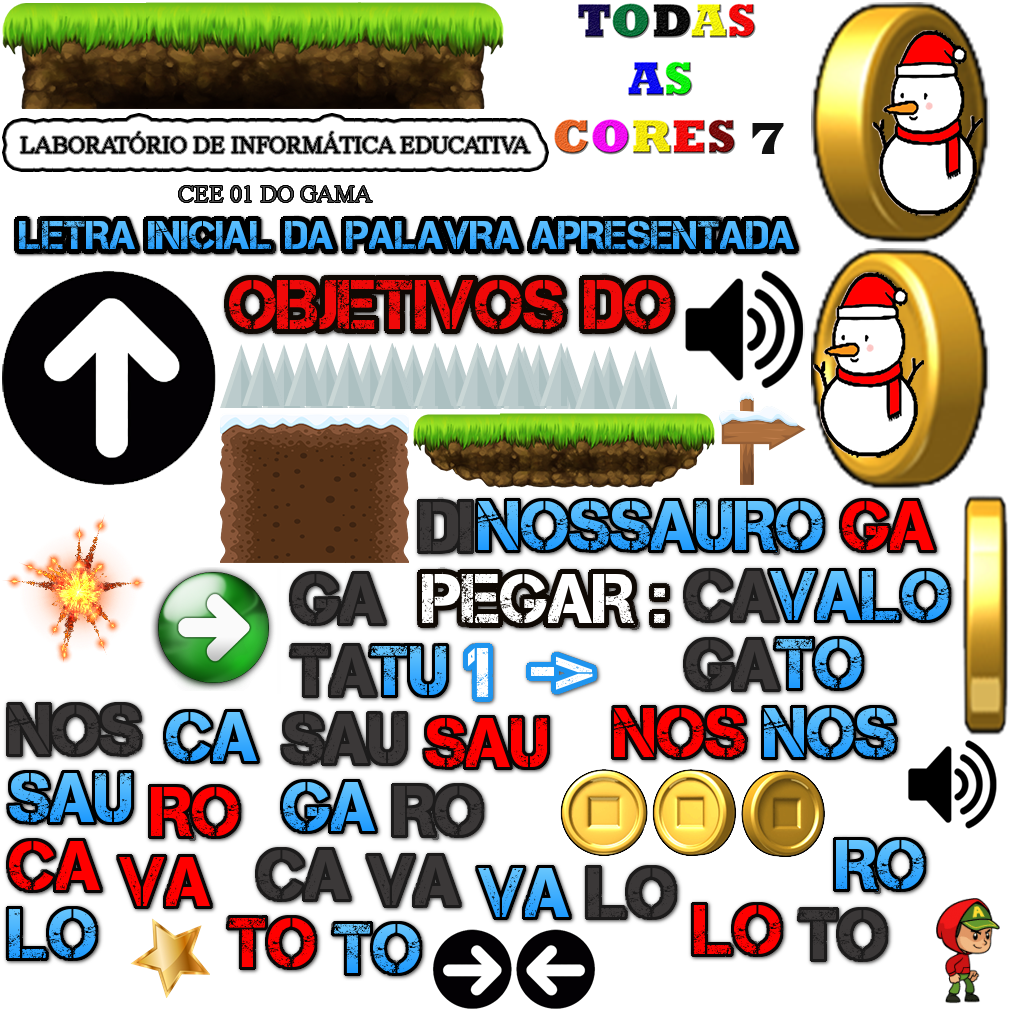 TODAS
AS
CORES 7
LABORATÓRIO DE INFORMÁTICA EDUCATIVA
CEE 01 DO GAMA
LETRA INICIAL DA PALAVRA APRESENTADA
OBJETIVOS DO
DINOSSAURO GA
GA PEGAR : CAVALO
TATU 1 GATO
NOS CA SAU SAU NOS NOS
SAU RO GA RO
CA VA CA VA VA LO RO
LO TO TO LO TO
A